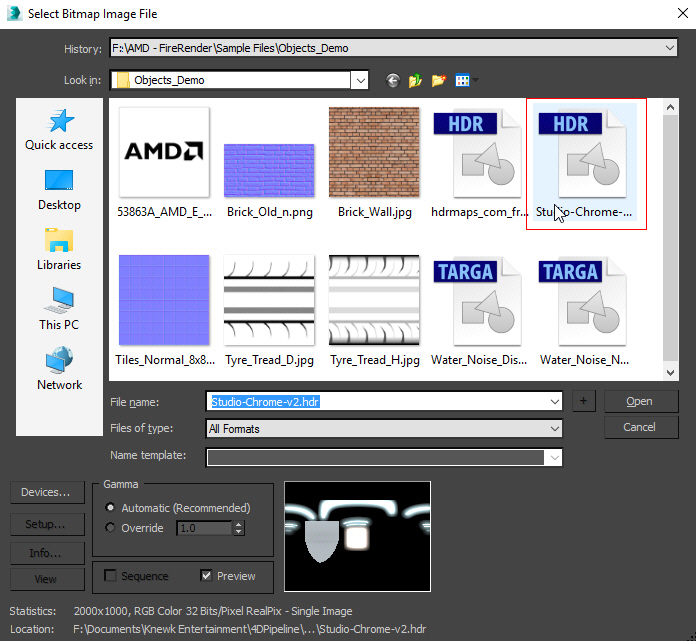 Select Bitmap Image File
History: F:\AMD - FireRender\Sample Files\Objects_Demo
Look in: Objects_Demo
Quick access
Desktop
Libraries
This PC
Network
AMD
HDR
HDR
53863A_AMD_E_...
Brick_Old_n.png
Brick_Wall.jpg
hdrmaps_com_fr...
Studio-Chrome-...
TARGA
TARGA
Tiles_Normal_8x8...
Tyre_Tread_D.jpg
Tyre_Tread_H.jpg
Water_Noise_Dis...
Water_Noise_N...
File name: Studio-Chrome-v2.hdr + Open
Files of type: All Formats Cancel
Name template:
Devices...
Setup...
Info...
View
Gamma
Automatic (Recommended)
Override 1.0
Sequence Preview
Statistics: 2000x1000, RGB Color 32 Bits/Pixel RealPix - Single Image
Location: F:\Documents\Knewk Entertainment\4DPipeline\...\Studio-Chrome-v2.hdr